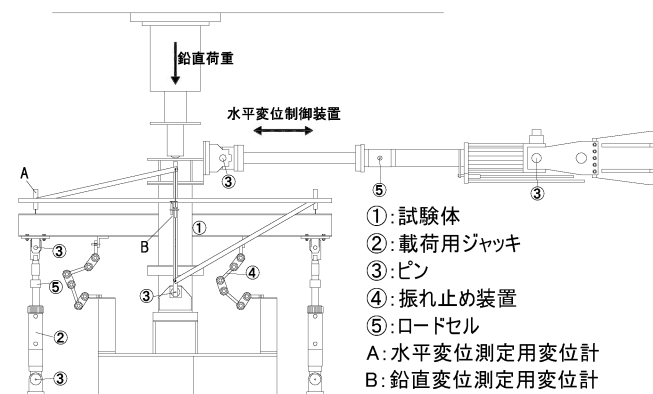 鉛直荷重
水平変位制御装置
A
③
⑤
③
B
①
③
③
④
⑤
②
③
①:試験体
②:載荷用ジャッキ
③:ピン
④:振れ止め装置
⑤:ロードセル
A:水平変位測定用変位計
B:鉛直変位測定用変位計